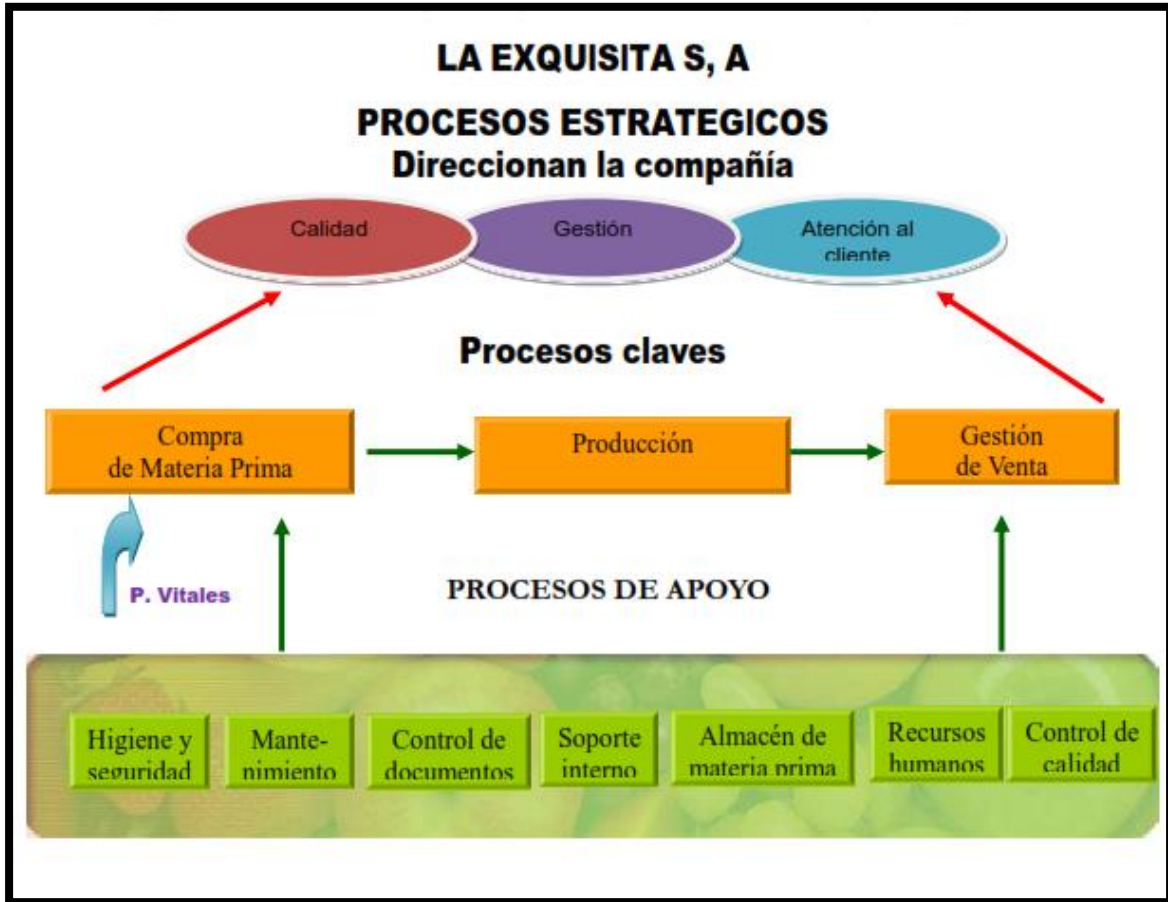 LA EXQUISITA S, A
PROCESOS ESTRATEGICOS
Direccionan la compañía
Calidad
Gestión
Atención al
cliente
Procesos claves
Compra
de Materia Prima
Producción
Gestión
de Venta
P. Vitales
PROCESOS DE APOYO
Higiene y
seguridad
Mante-
nimiento
Control de
documentos
Soporte
interno
Almacén de
materia prima
Recursos
humanos
Control de
calidad